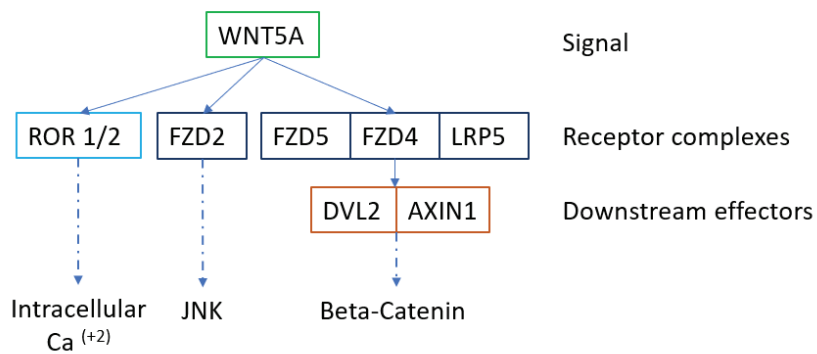 WNT5A Signal
ROR 1/2 FZD2 FZD5 FZD4 LRP5 Receptor complexes
DVL2 AXIN1 Downstream effectors
Intracellular JNK Beta-Catenin
Ca (+2)